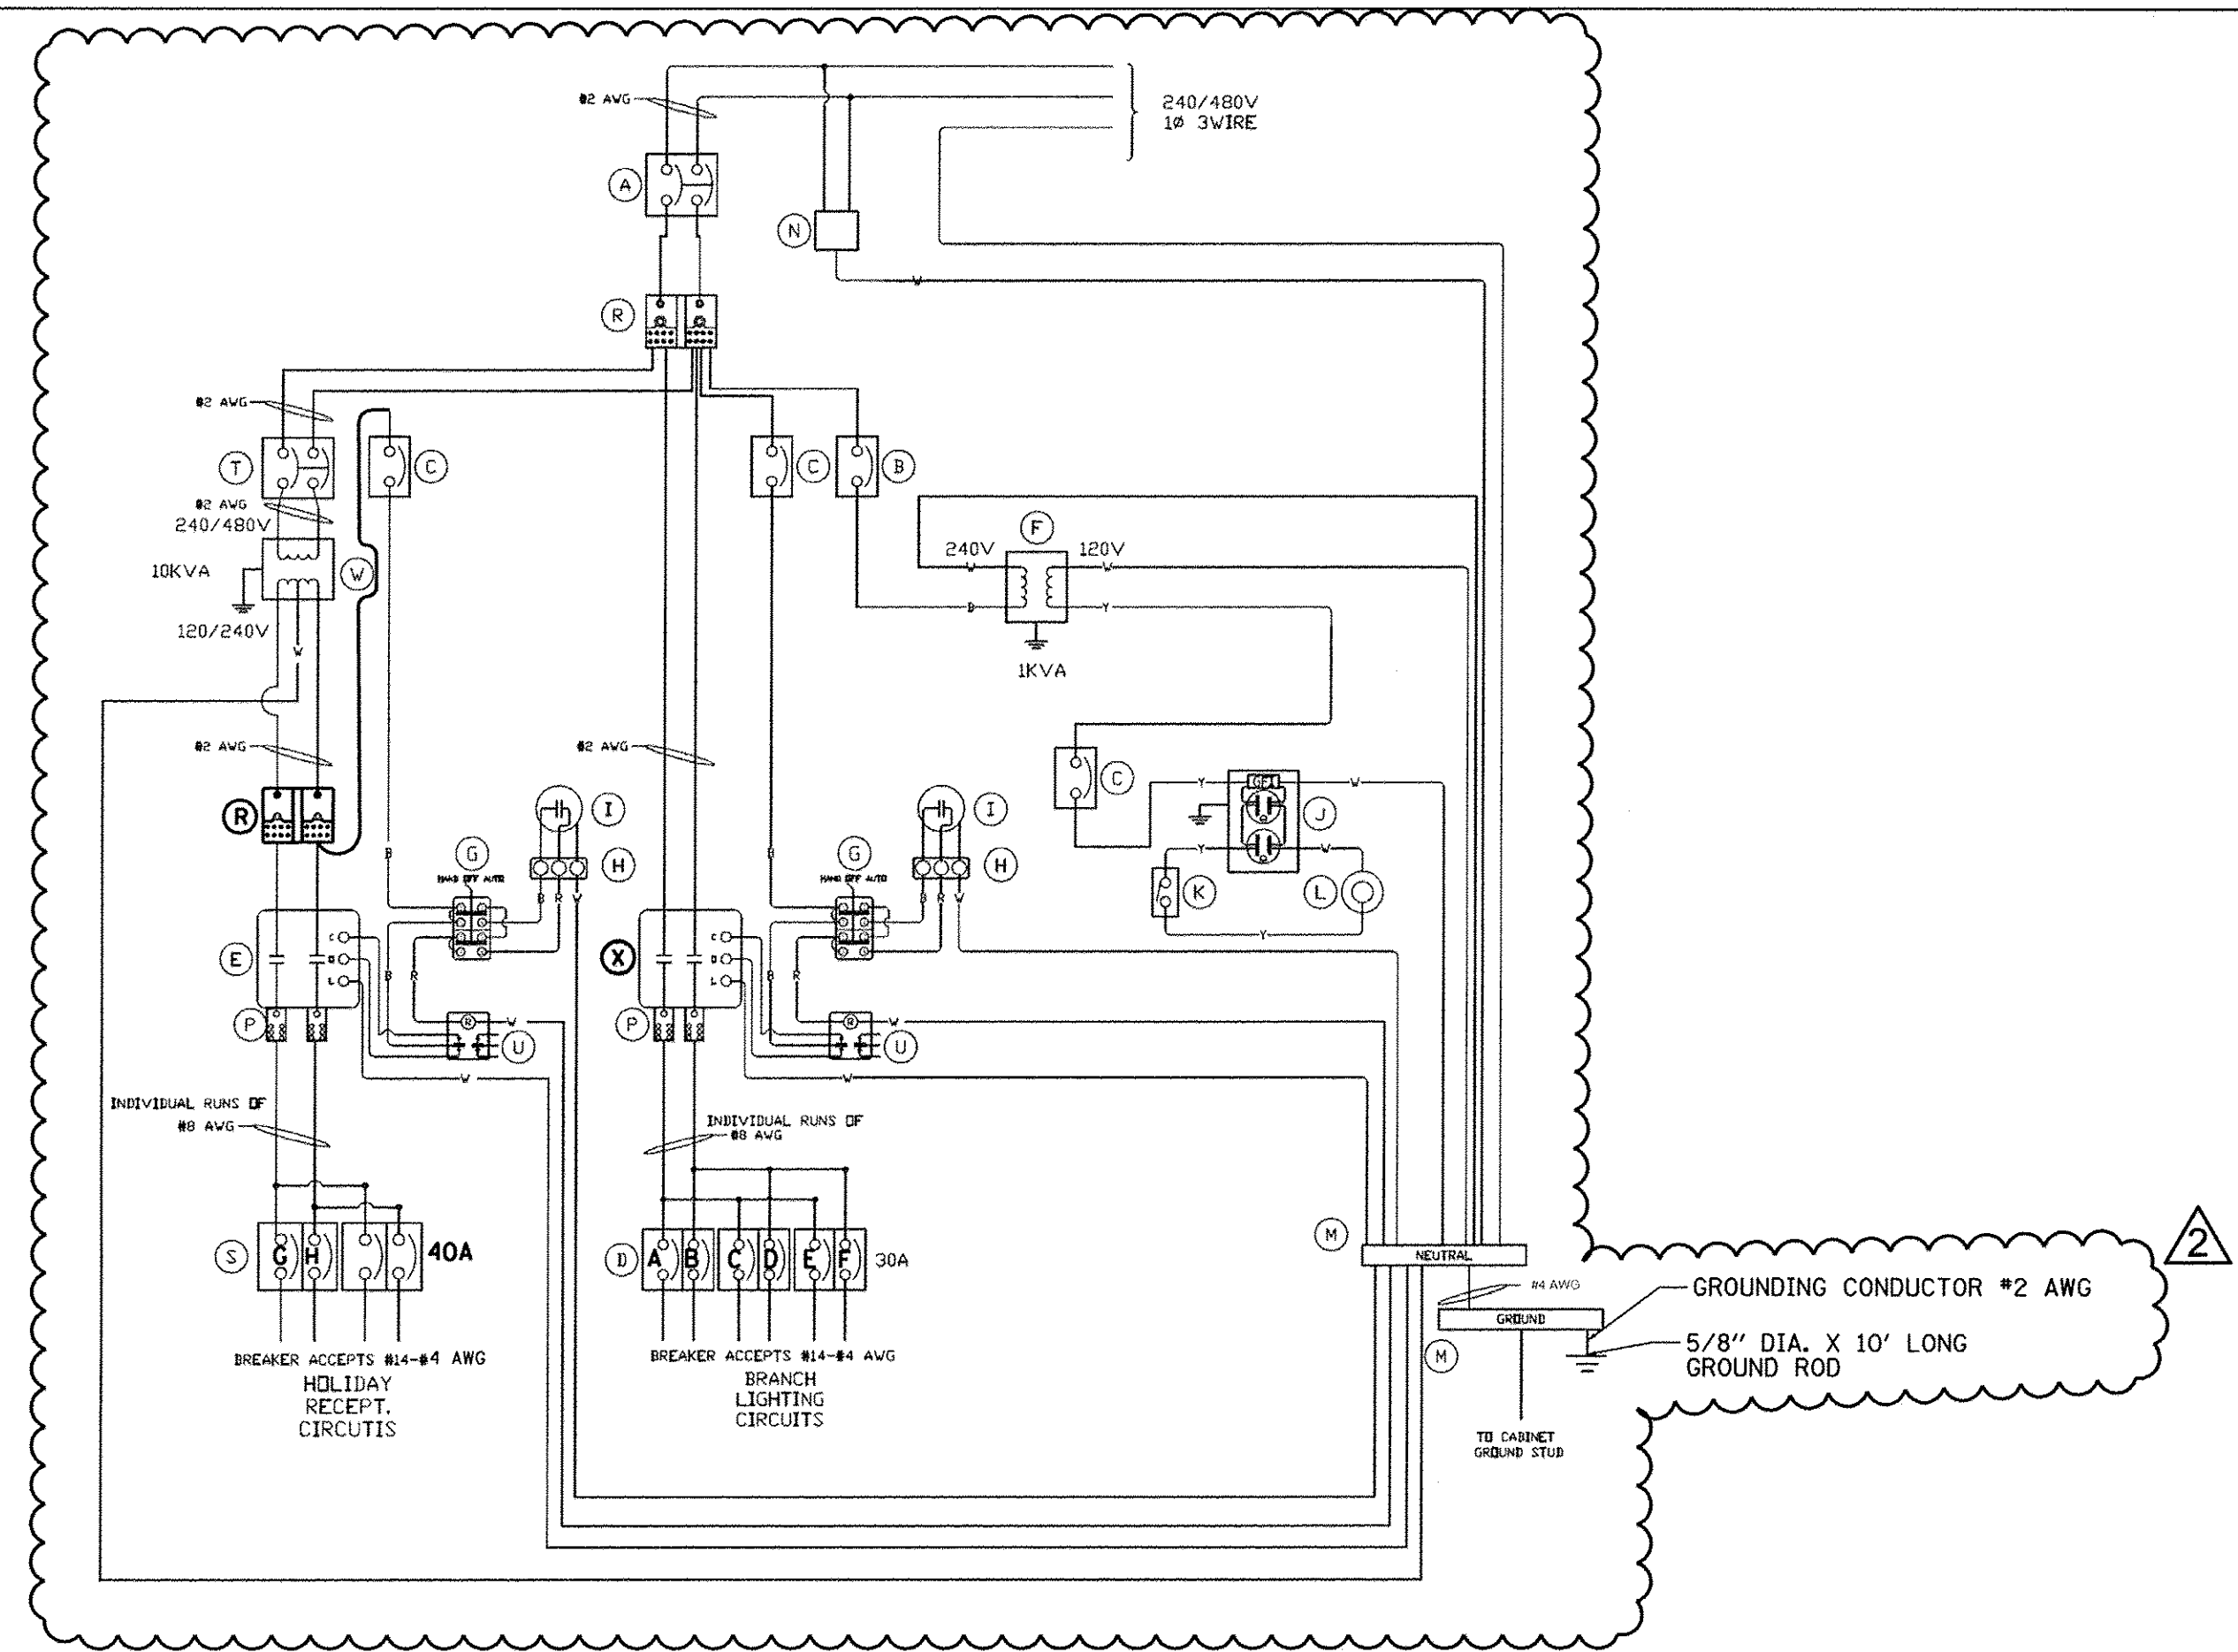 #2 AWG
240/480V
1Ø 3WIRE
A
N
R
#2 AWG
T
C
C
B
#2 AWG
240/480V
F
240V
120V
10KVA
W
W
W
B
Y
120/240V
W
1KVA
W
#2 AWG
#2 AWG
C
R
I
I
Y
GFI
W
J
B
G
HAND OFF AUTO
H
B
G
HAND OFF AUTO
H
Y
W
K
L
B
R
W
B
R
W
Y
E
C
L
B
R
X
C
L
B
R
P
R
W
U
P
R
W
U
W
W
INDIVIDUAL RUNS OF
#8 AWG
INDIVIDUAL RUNS OF
#8 AWG
S
G
H
40A
D
A
B
C
D
E
F
30A
M
NEUTRAL
#4 AWG
GROUND
M
2
GROUNDING CONDUCTOR #2 AWG
5/8" DIA. X 10' LONG
GROUND ROD
BREAKER ACCEPTS #14-#4 AWG
HOLIDAY
RECEPT.
CIRCUTIS
BREAKER ACCEPTS #14-#4 AWG
BRANCH
LIGHTING
CIRCUITS
TO CABINET
GROUND STUD